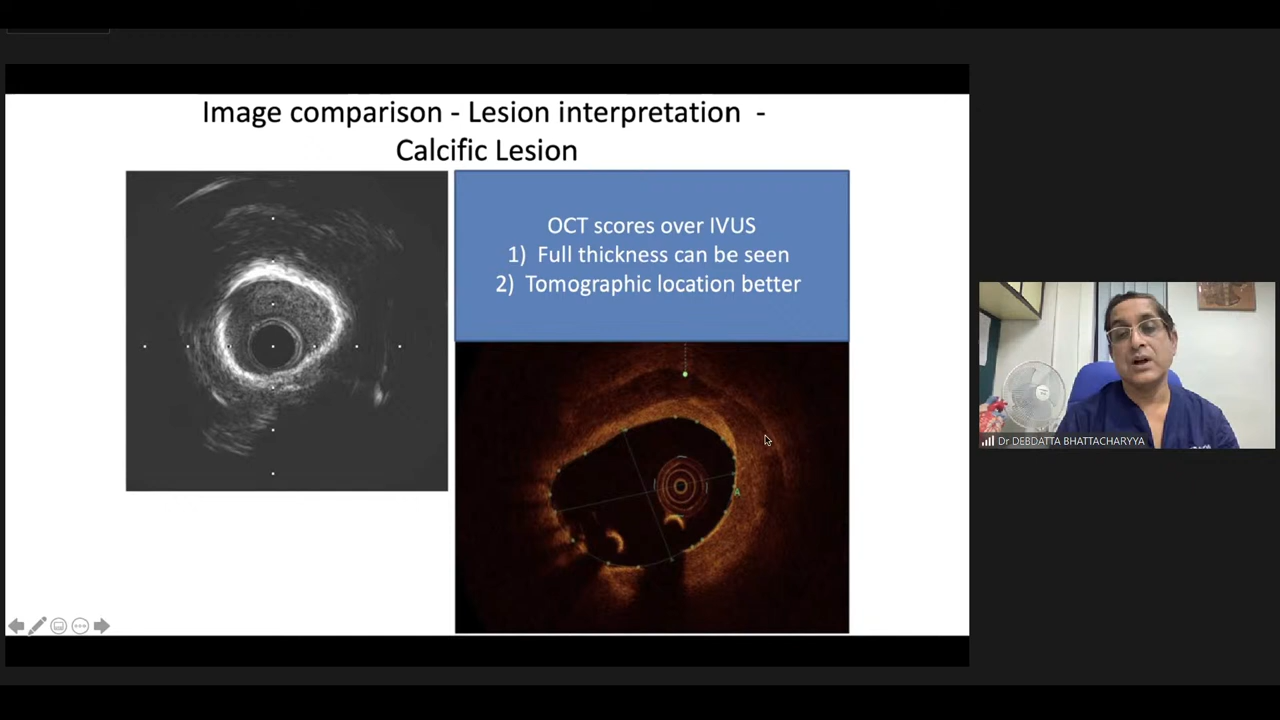 Image comparison - Lesion interpretation -
Calcific Lesion
OCT scores over IVUS
1) Full thickness can be seen
2) Tomographic location better
A
Dr DEBDATTA BHATTACHARYYA